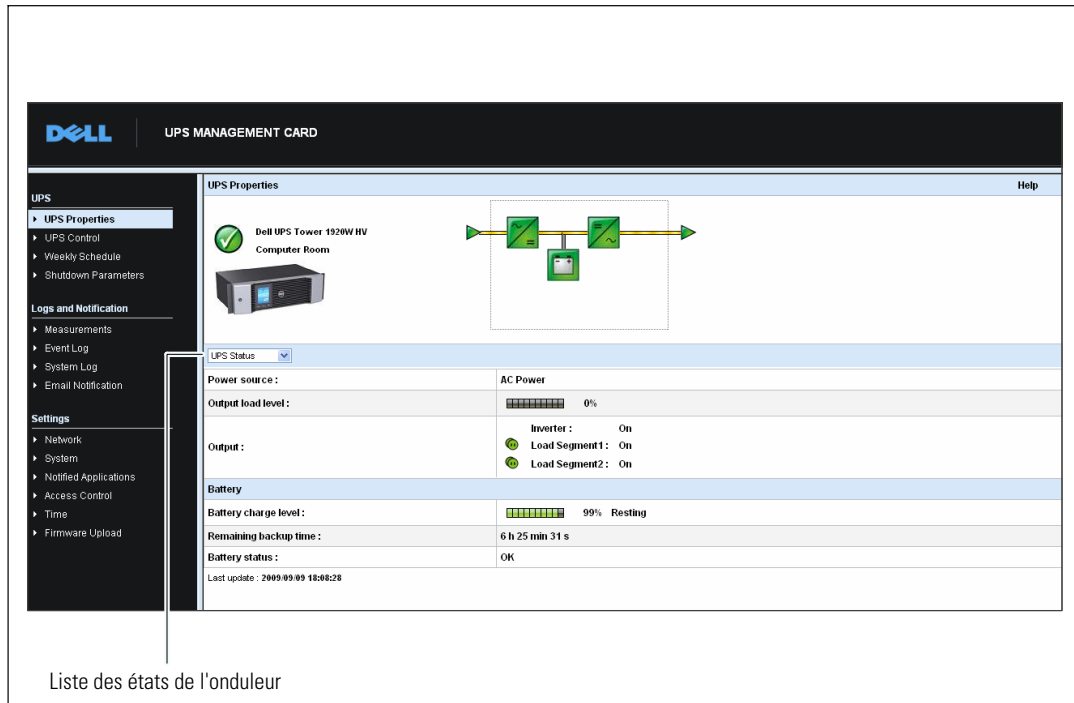 DELL
UPS MANAGEMENT CARD
UPS
UPS Properties
UPS Control
Weekly Schedule
Shutdown Parameters
Logs and Notification
Measurements
Event Log
System Log
Email Notification
Settings
Network
System
Notified Applications
Access Control
Time
Firmware Upload
UPS Properties Help
Dell UPS Tower 1920W HV
Computer Room
UPS Status
Power source : AC Power
Output load level : 0%
Output :
Inverter : On
Load Segment1 : On
Load Segment2 : On
Battery
Battery charge level : 99% Resting
Remaining backup time : 6 h 25 min 31 s
Battery status : OK
Last update : 2009/09/09 18:08:28
Liste des états de l'onduleur